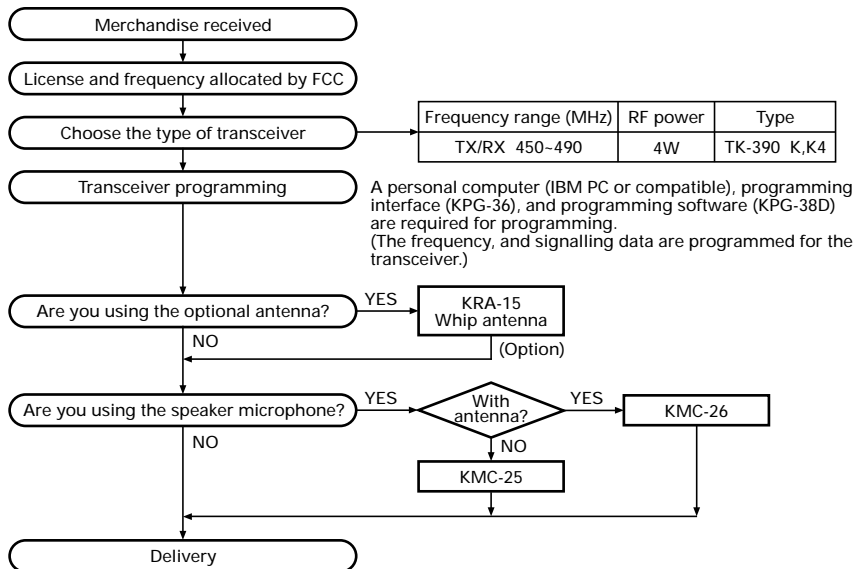 Merchandise received
License and frequency allocated by FCC
Choose the type of transceiver
Frequency range (MHz) RF power Type
TX/RX 450~490 4W TK-390 K,K4
Transceiver programming
A personal computer (IBM PC or compatible), programming
interface (KPG-36), and programming software (KPG-38D)
are required for programming.
(The frequency, and signalling data are programmed for the
transceiver.)
Are you using the optional antenna?
YES
KRA-15
Whip antenna
NO
(Option)
Are you using the speaker microphone?
YES
With
antenna?
YES
KMC-26
NO
NO
KMC-25
Delivery